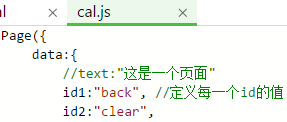 cal.js
Page({
data:{
//text:"这是一个页面"
id1:"back", //定义每一个id的值
id2:"clear",